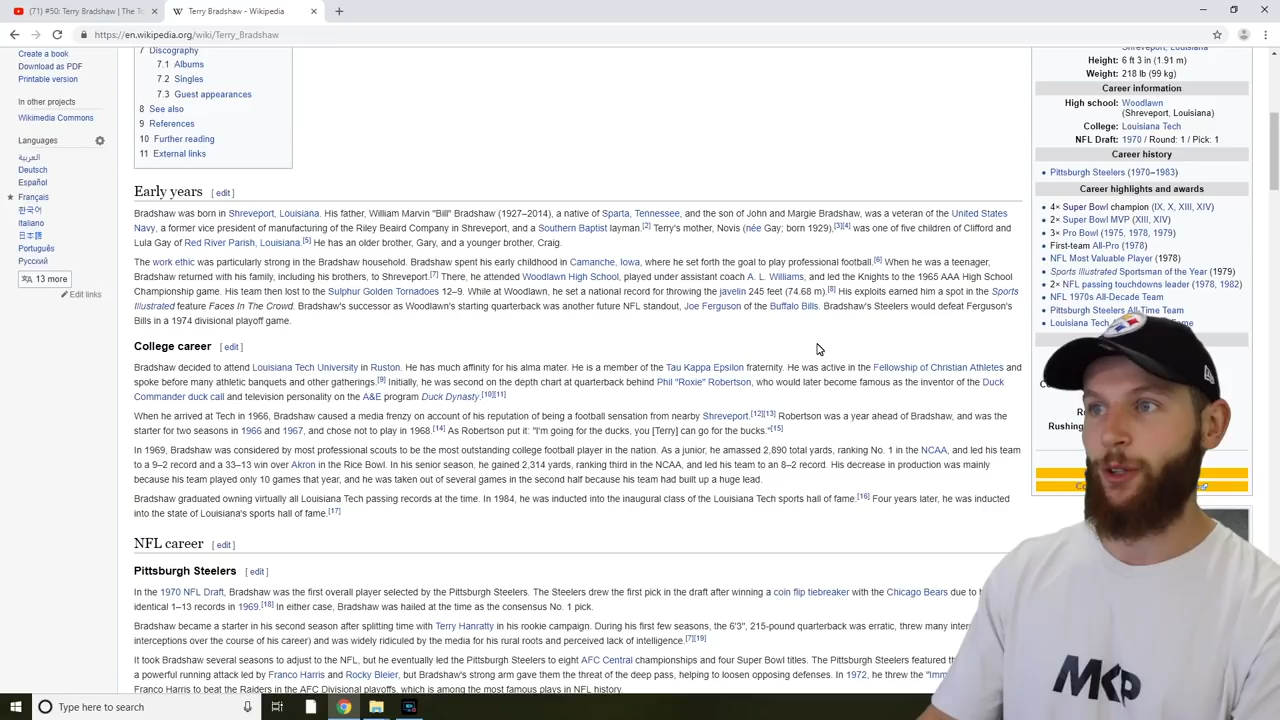 (71) #50: Terry Bradshaw | The To
Terry Bradshaw - Wikipedia
https://en.wikipedia.org/wiki/Terry_Bradshaw
Create a book
Download as PDF
Printable version
In other projects
Wikimedia Commons
Languages
العربية
Deutsch
Español
Français
한국어
Italiano
日本語
Português
Русский
13 more
Edit links
7 Discography
7.1 Albums
7.2 Singles
7.3 Guest appearances
8 See also
9 References
10 Further reading
11 External links
Early years [ edit ]
Bradshaw was born in Shreveport, Louisiana. His father, William Marvin "Bill" Bradshaw (1927–2014), a native of Sparta, Tennessee, and the son of John and Margie Bradshaw, was a veteran of the United States
Navy, a former vice president of manufacturing of the Riley Beaird Company in Shreveport, and a Southern Baptist layman.[2] Terry's mother, Novis (née Gay; born 1929),[3][4] was one of five children of Clifford and
Lula Gay of Red River Parish, Louisiana.[5] He has an older brother, Gary, and a younger brother, Craig.
The work ethic was particularly strong in the Bradshaw household. Bradshaw spent his early childhood in Camanche, Iowa, where he set forth the goal to play professional football.[6] When he was a teenager,
Bradshaw returned with his family, including his brothers, to Shreveport.[7] There, he attended Woodlawn High School, played under assistant coach A. L. Williams, and led the Knights to the 1965 AAA High School
Championship game. His team then lost to the Sulphur Golden Tornadoes 12–9. While at Woodlawn, he set a national record for throwing the javelin 245 feet (74.68 m).[8] His exploits earned him a spot in the Sports
Illustrated feature Faces In The Crowd. Bradshaw's successor as Woodlawn's starting quarterback was another future NFL standout, Joe Ferguson of the Buffalo Bills. Bradshaw's Steelers would defeat Ferguson's
Bills in a 1974 divisional playoff game.
College career [ edit ]
Bradshaw decided to attend Louisiana Tech University in Ruston. He has much affinity for his alma mater. He is a member of the Tau Kappa Epsilon fraternity. He was active in the Fellowship of Christian Athletes and
spoke before many athletic banquets and other gatherings.[9] Initially, he was second on the depth chart at quarterback behind Phil "Roxie" Robertson, who would later become famous as the inventor of the Duck
Commander duck call and television personality on the A&E program Duck Dynasty.[10][11]
When he arrived at Tech in 1966, Bradshaw caused a media frenzy on account of his reputation of being a football sensation from nearby Shreveport.[12][13] Robertson was a year ahead of Bradshaw, and was the
starter for two seasons in 1966 and 1967, and chose not to play in 1968.[14] As Robertson put it: "I'm going for the ducks, you [Terry] can go for the bucks."[15]
In 1969, Bradshaw was considered by most professional scouts to be the most outstanding college football player in the nation. As a junior, he amassed 2,890 total yards, ranking No. 1 in the NCAA, and led his team
to a 9–2 record and a 33–13 win over Akron in the Rice Bowl. In his senior season, he gained 2,314 yards, ranking third in the NCAA, and led his team to an 8–2 record. His decrease in production was mainly
because his team played only 10 games that year, and he was taken out of several games in the second half because his team had built up a huge lead.
Bradshaw graduated owning virtually all Louisiana Tech passing records at the time. In 1984, he was inducted into the inaugural class of the Louisiana Tech sports hall of fame.[16] Four years later, he was inducted
into the state of Louisiana's sports hall of fame.[17]
NFL career [ edit ]
Pittsburgh Steelers [ edit ]
In the 1970 NFL Draft, Bradshaw was the first overall player selected by the Pittsburgh Steelers. The Steelers drew the first pick in the draft after winning a coin flip tiebreaker with the Chicago Bears due to
identical 1–13 records in 1969.[18] In either case, Bradshaw was hailed at the time as the consensus No. 1 pick.
Bradshaw became a starter in his second season after splitting time with Terry Hanratty in his rookie campaign. During his first few seasons, the 6'3", 215-pound quarterback was erratic, threw many
interceptions over the course of his career) and was widely ridiculed by the media for his rural roots and perceived lack of intelligence.[7][19]
It took Bradshaw several seasons to adjust to the NFL, but he eventually led the Pittsburgh Steelers to eight AFC Central championships and four Super Bowl titles. The Pittsburgh Steelers featured
a powerful running attack led by Franco Harris and Rocky Bleier, but Bradshaw's strong arm gave them the threat of the deep pass, helping to loosen opposing defenses. In 1972, he threw the "Imm
Franco Harris to beat the Raiders in the AFC Divisional playoffs, which is among the most famous plays in NFL history.
Shreveport, Louisiana
Height: 6 ft 3 in (1.91 m)
Weight: 218 lb (99 kg)
Career information
High school: Woodlawn
(Shreveport, Louisiana)
College: Louisiana Tech
NFL Draft: 1970 / Round: 1 / Pick: 1
Career history
Pittsburgh Steelers (1970–1983)
Career highlights and awards
4× Super Bowl champion (IX, X, XIII, XIV)
2× Super Bowl MVP (XIII, XIV)
3× Pro Bowl (1975, 1978, 1979)
First-team All-Pro (1978)
NFL Most Valuable Player (1978)
Sports Illustrated Sportsman of the Year (1979)
2× NFL passing touchdowns leader (1978, 1982)
NFL 1970s All-Decade Team
Pittsburgh Steelers All-Time Team
Louisiana Tech
Rushing
MKP
Type here to search